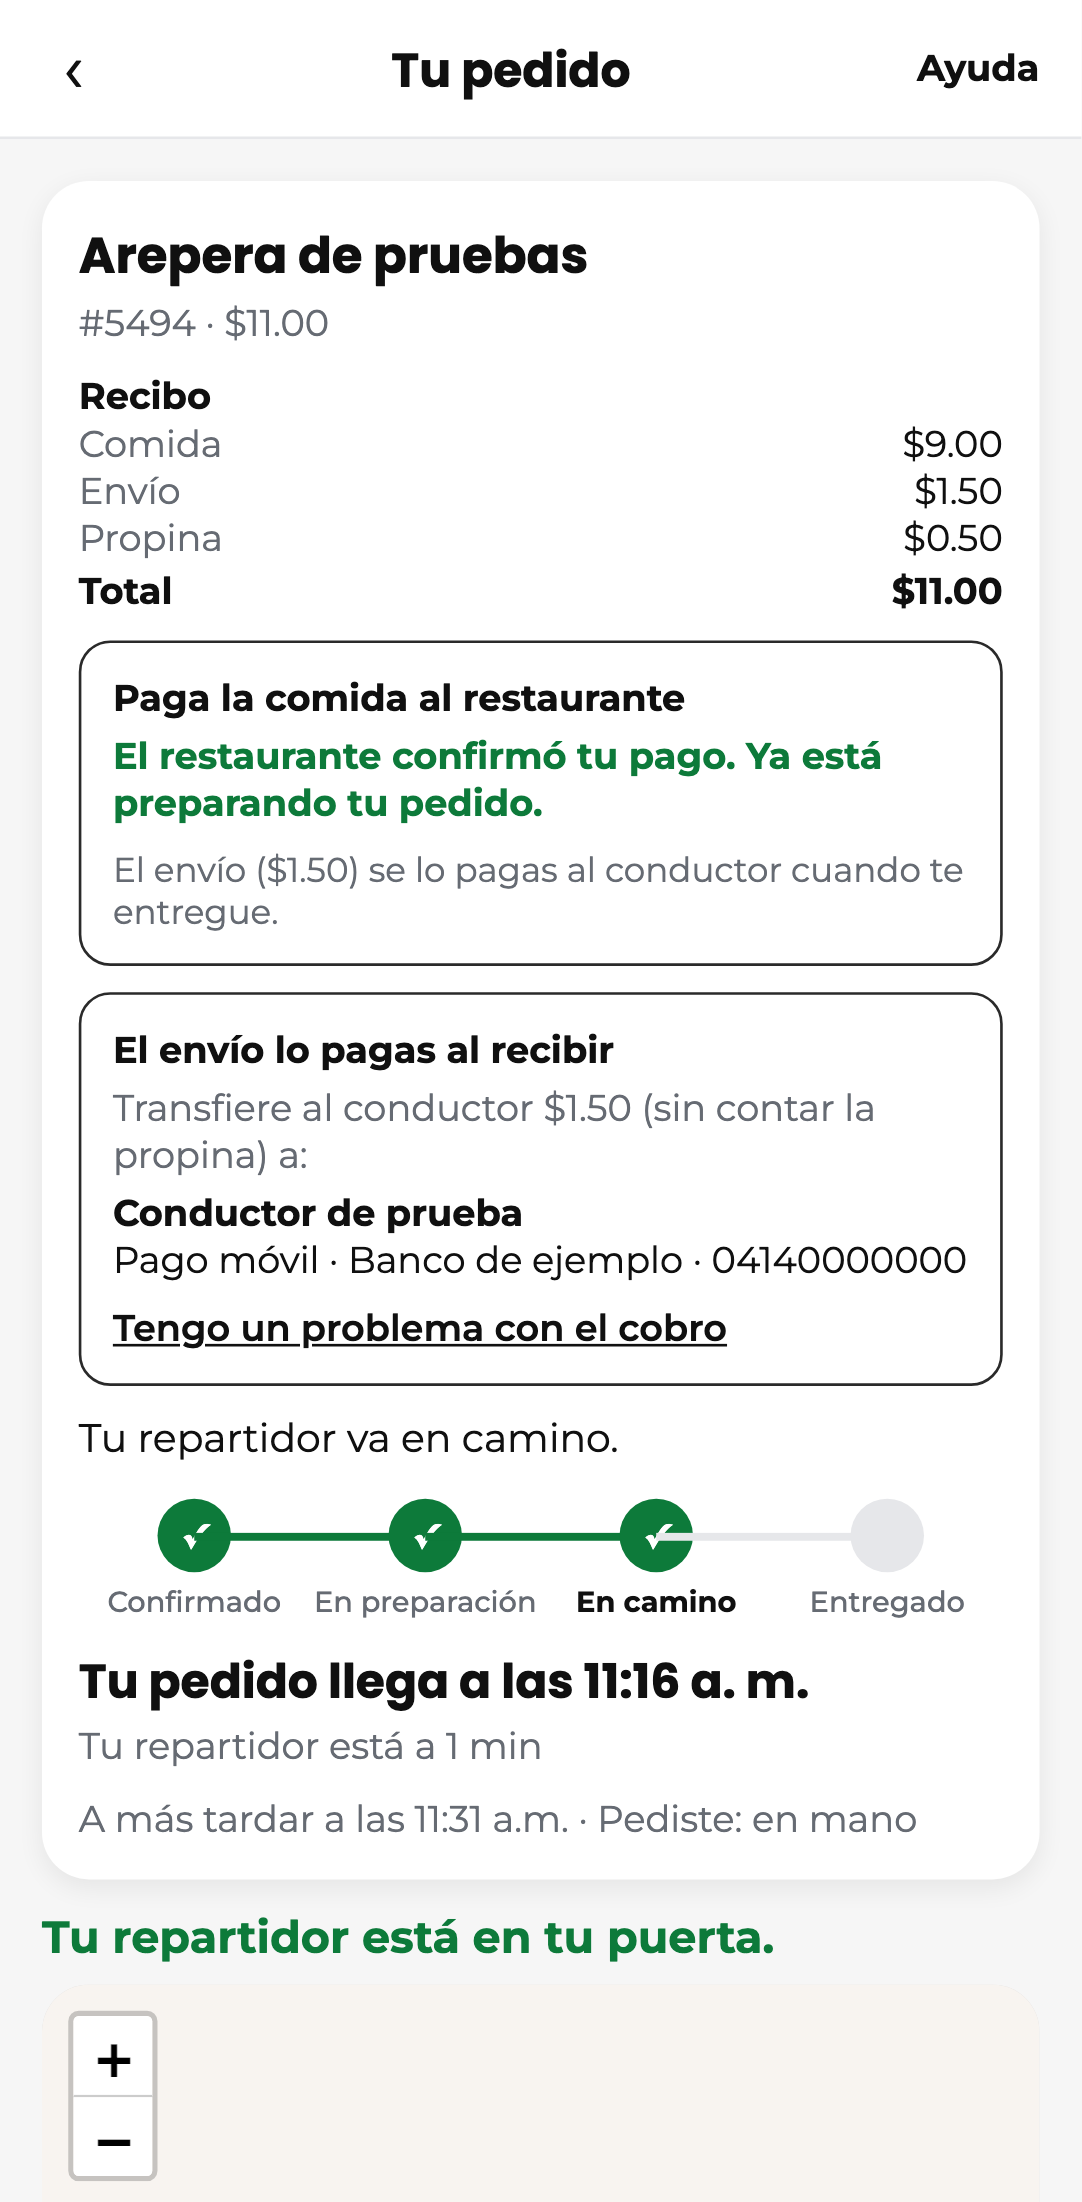 ‹ Tu pedido Ayuda
Arepera de pruebas
#5494 · $11.00
Recibo
Comida $9.00
Envío $1.50
Propina $0.50
Total $11.00
Paga la comida al restaurante
El restaurante confirmó tu pago. Ya está
preparando tu pedido.
El envío ($1.50) se lo pagas al conductor cuando te
entregue.
El envío lo pagas al recibir
Transfiere al conductor $1.50 (sin contar la
propina) a:
Conductor de prueba
Pago móvil · Banco de ejemplo · 04140000000
Tengo un problema con el cobro
Tu repartidor va en camino.
Confirmado En preparación En camino Entregado
Tu pedido llega a las 11:16 a. m.
Tu repartidor está a 1 min
A más tardar a las 11:31 a.m. · Pediste: en mano
Tu repartidor está en tu puerta.
+
−